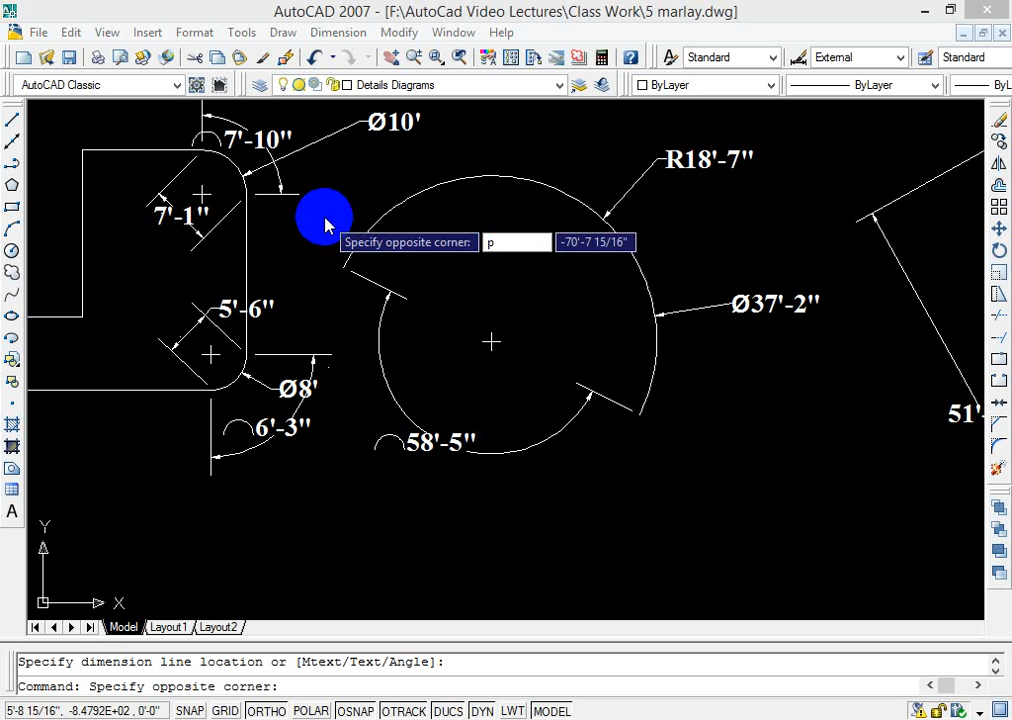 AutoCAD 2007 - [F:\AutoCad Video Lectures\Class Work\5 marlay.dwg]
File Edit View Insert Format Tools Draw Dimension Modify Window Help
Standard External Standard
AutoCAD Classic Details Diagrams ByLayer ByLayer ByL
Ø10'
7'-10"
R18'-7"
7'-1"
Specify opposite corner: p -70'-7 15/16"
5'-6"
Ø37'-2"
Ø8'
51'-
6'-3"
58'-5"
Y
X
Model Layout1 Layout2
Specify dimension line location or [Mtext/Text/Angle]:
Command: Specify opposite corner:
5'-8 15/16", -8.4792E+02 , 0'-0" SNAP GRID ORTHO POLAR OSNAP OTRACK DUCS DYN LWT MODEL